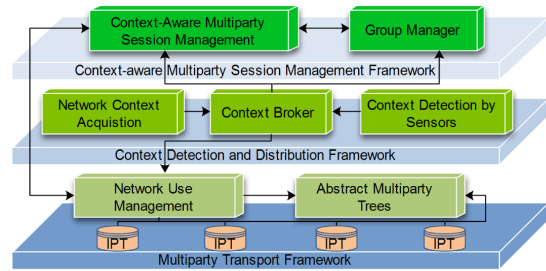 Context-Aware Multiparty
Session Management
Group Manager
Context-aware Multiparty Session Management Framework
Network Context
Acquistion
Context Broker
Context Detection by
Sensors
Context Detection and Distribution Framework
Network Use
Management
Abstract Multiparty
Trees
IPT
IPT
IPT
IPT
Multiparty Transport Framework